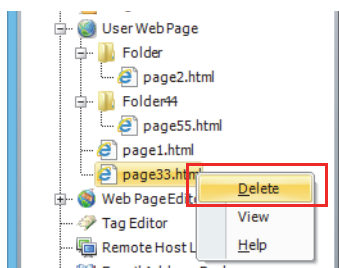 User Web Page
Folder
page2.html
Folder44
page55.html
page1.html
page33.html
Delete
Web Page Edit
View
Tag Editor
Remote Host L
Help